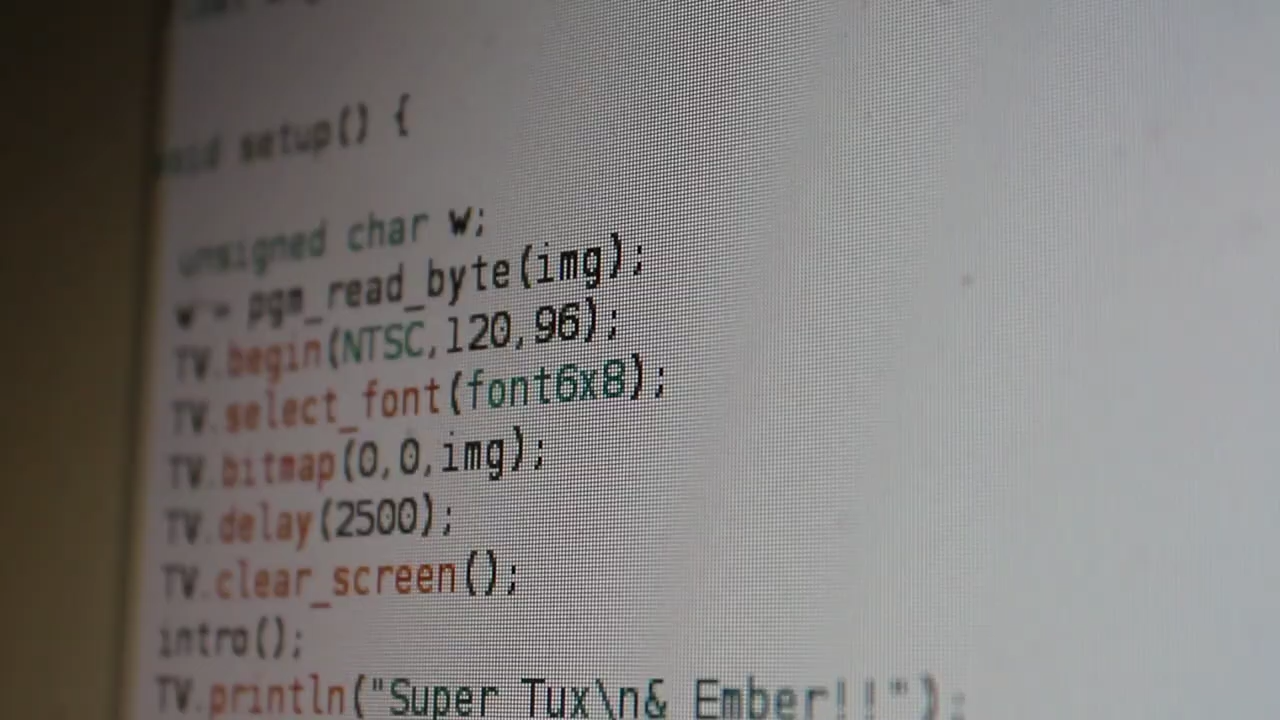 void setup() {
unsigned char w;
w = pgm_read_byte(img);
TV.begin(NTSC,120,96);
TV.select_font(font6x8);
TV.bitmap(0,0,img);
TV.delay(2500);
TV.clear_screen();
intro();
TV.println("Super Tux\n& Ember!!");